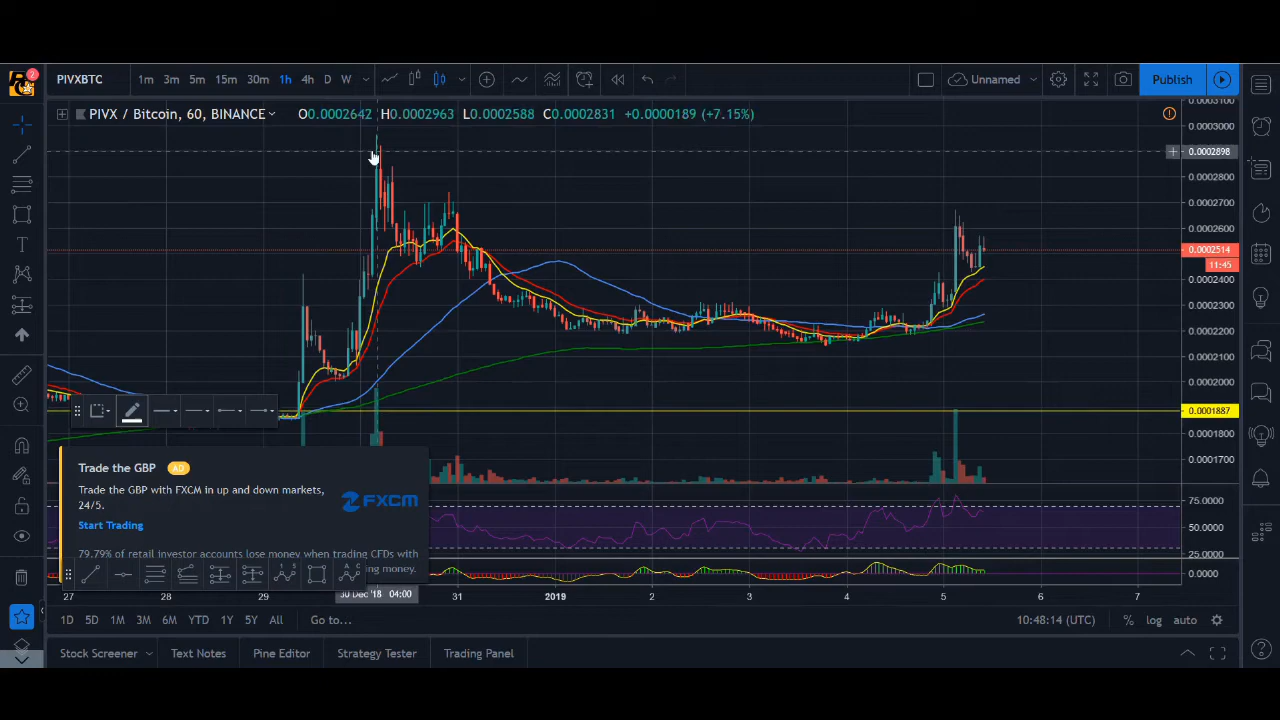 2
PIVXBTC 1m 3m 5m 15m 30m 1h 4h D W Unnamed Publish
PIVX / Bitcoin, 60, BINANCE O0.0002642 H0.0002963 L0.0002588 C0.0002831 +0.0000189 (+7.15%)
0.0003100
0.0003000
0.0002898
0.0002800
0.0002700
0.0002600
0.0002514
11:45
0.0002400
0.0002300
0.0002200
0.0002100
0.0002000
0.0001887
0.0001800
0.0001700
75.0000
50.0000
25.0000
0.0000
Trade the GBP AD
Trade the GBP with FXCM in up and down markets,
24/5.
FXCM
Start Trading
79.79% of retail investor accounts lose money when trading CFDs with
ng money.
27 28 29 30 Dec '18 04:00 31 2019 2 3 4 5 6 7
1D 5D 1M 3M 6M YTD 1Y 5Y All Go to... 10:48:14 (UTC) % log auto
Stock Screener Text Notes Pine Editor Strategy Tester Trading Panel